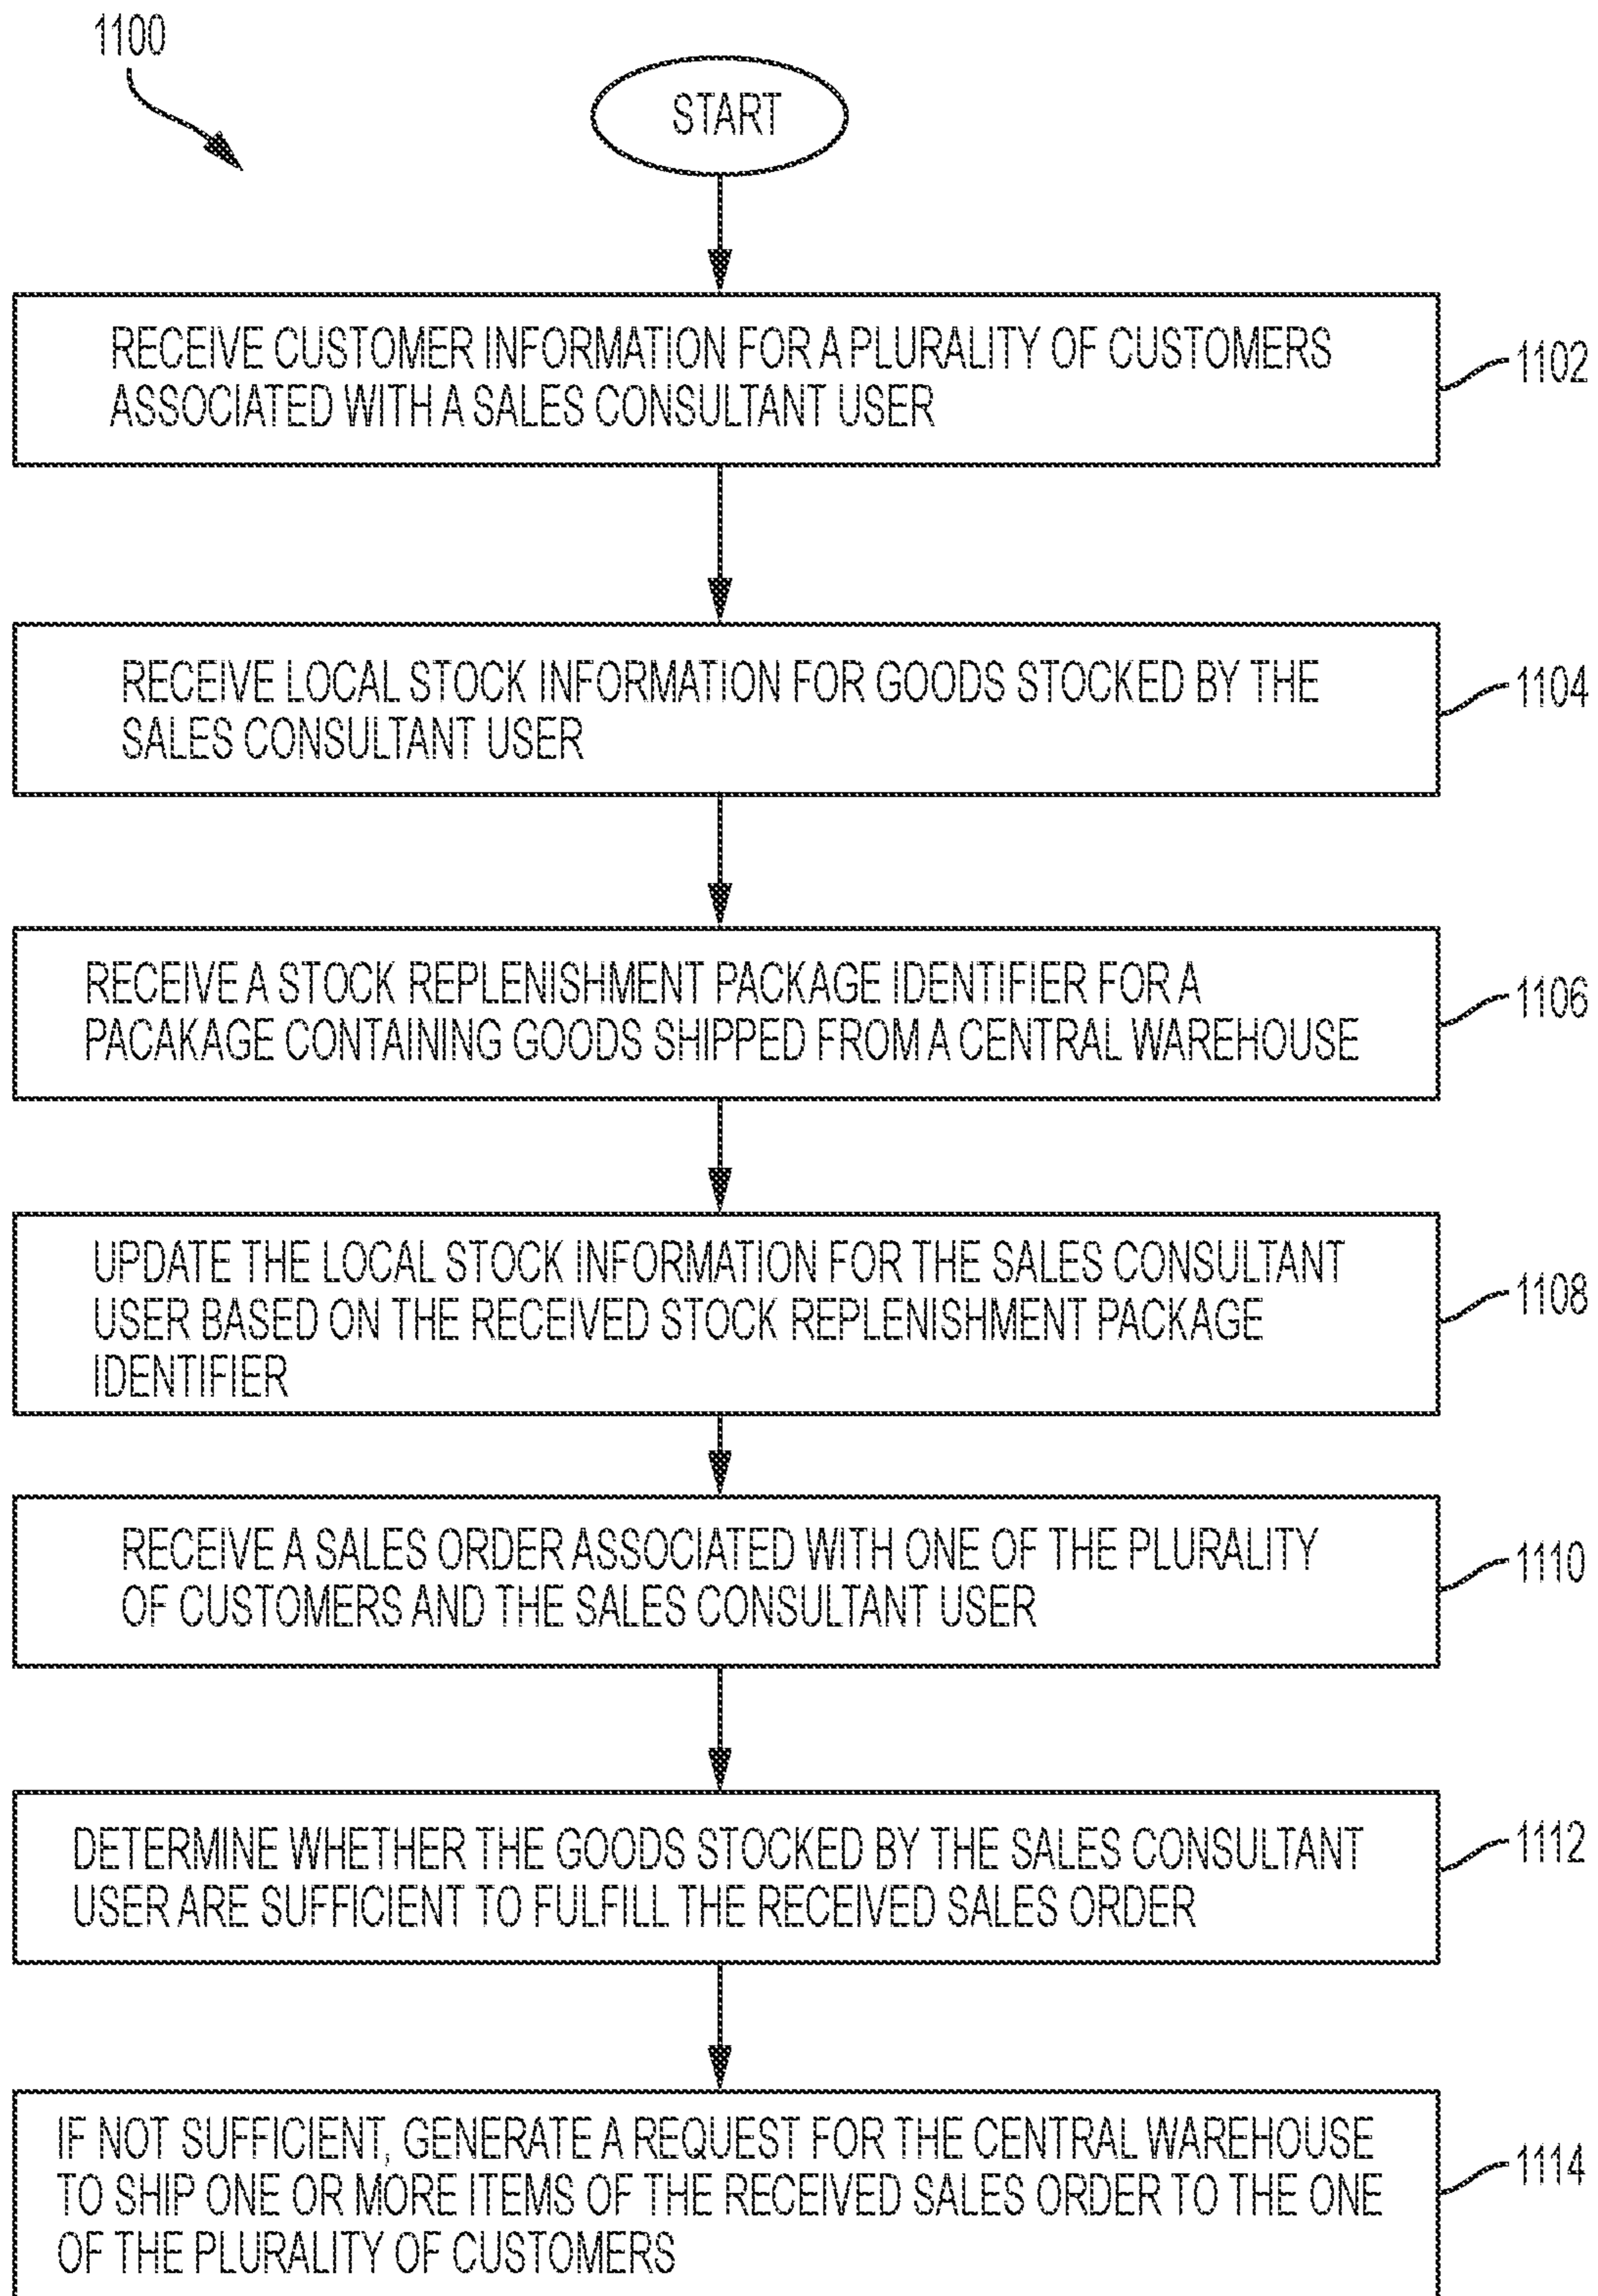 1100
START
RECEIVE CUSTOMER INFORMATION FOR A PLURALITY OF CUSTOMERS
ASSOCIATED WITH A SALES CONSULTANT USER
1102
RECEIVE LOCAL STOCK INFORMATION FOR GOODS STOCKED BY THE
SALES CONSULTANT USER
1104
RECEIVE A STOCK REPLENISHMENT PACKAGE IDENTIFIER FOR A
PACAKAGE CONTAINING GOODS SHIPPED FROM A CENTRAL WAREHOUSE
1106
UPDATE THE LOCAL STOCK INFORMATION FOR THE SALES CONSULTANT
USER BASED ON THE RECEIVED STOCK REPLENISHMENT PACKAGE
IDENTIFIER
1108
RECEIVE A SALES ORDER ASSOCIATED WITH ONE OF THE PLURALITY
OF CUSTOMERS AND THE SALES CONSULTANT USER
1110
DETERMINE WHETHER THE GOODS STOCKED BY THE SALES CONSULTANT
USER ARE SUFFICIENT TO FULFILL THE RECEIVED SALES ORDER
1112
IF NOT SUFFICIENT, GENERATE A REQUEST FOR THE CENTRAL WAREHOUSE
TO SHIP ONE OR MORE ITEMS OF THE RECEIVED SALES ORDER TO THE ONE
OF THE PLURALITY OF CUSTOMERS
1114